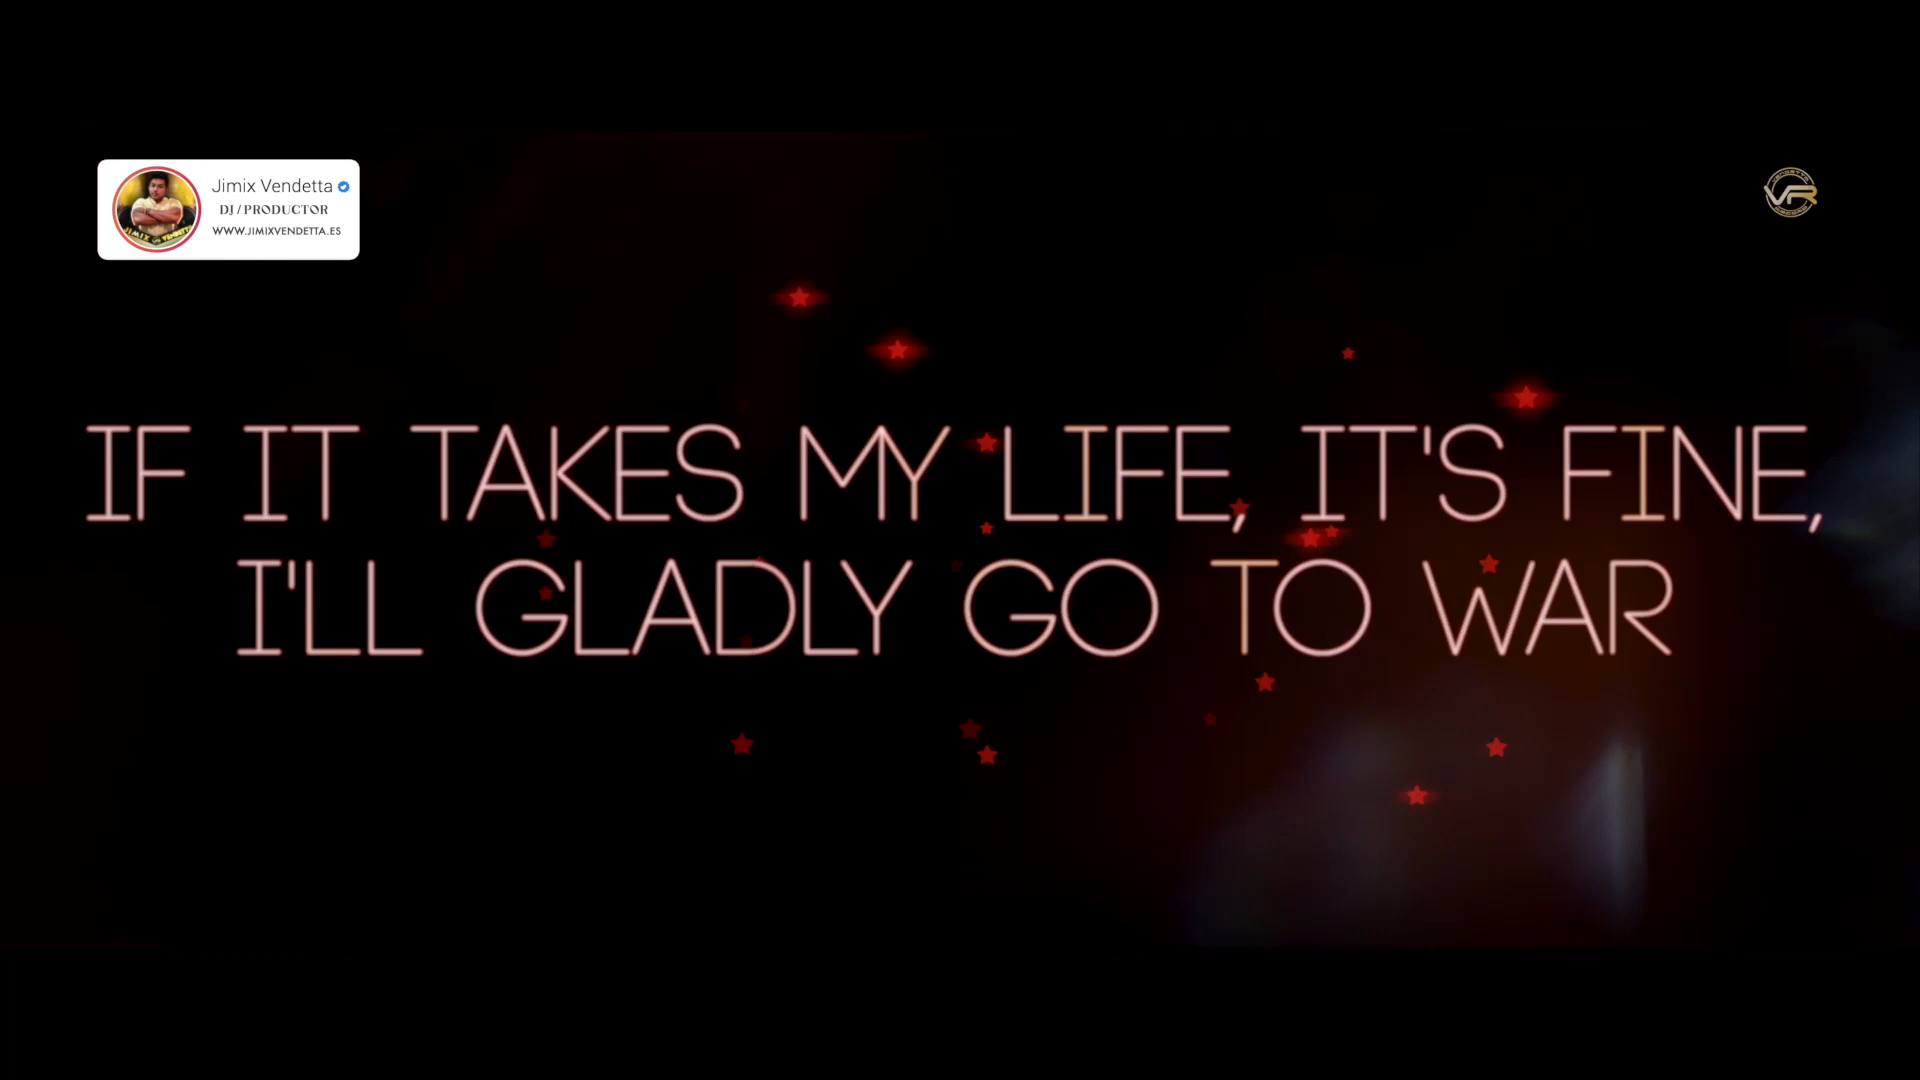 Jimix Vendetta
DJ / PRODUCTOR
WWW.JIMIXVENDETTA.ES
VR
IF IT TAKES MY LIFE, IT'S FINE,
I'LL GLADLY GO TO WAR